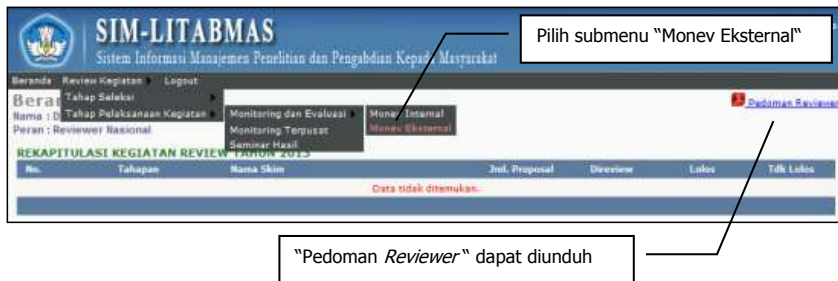 SIM-LITABMAS
Pilih submenu “Monev Eksternal“
Sistem Informasi Manajemen Penelitian dan Pengabdian Kepada Masyarakat
Beranda Review Kegiatan Logout
Tahap Seleksi
Pedoman Reviewer
Nama : D Tahap Pelaksanaan Kegiatan Monitoring dan Evaluasi Monev Internal
Peran : Reviewer Nasional Monitoring Terpusat Monev Eksternal
Seminar Hasil
REKAPITULASI KEGIATAN REVIEW TAHUN 2013
No. Tahapan Nama Skim Jml. Proposal Direview Lolos Tdk Lolos
Data tidak ditemukan.
“Pedoman Reviewer “ dapat diunduh